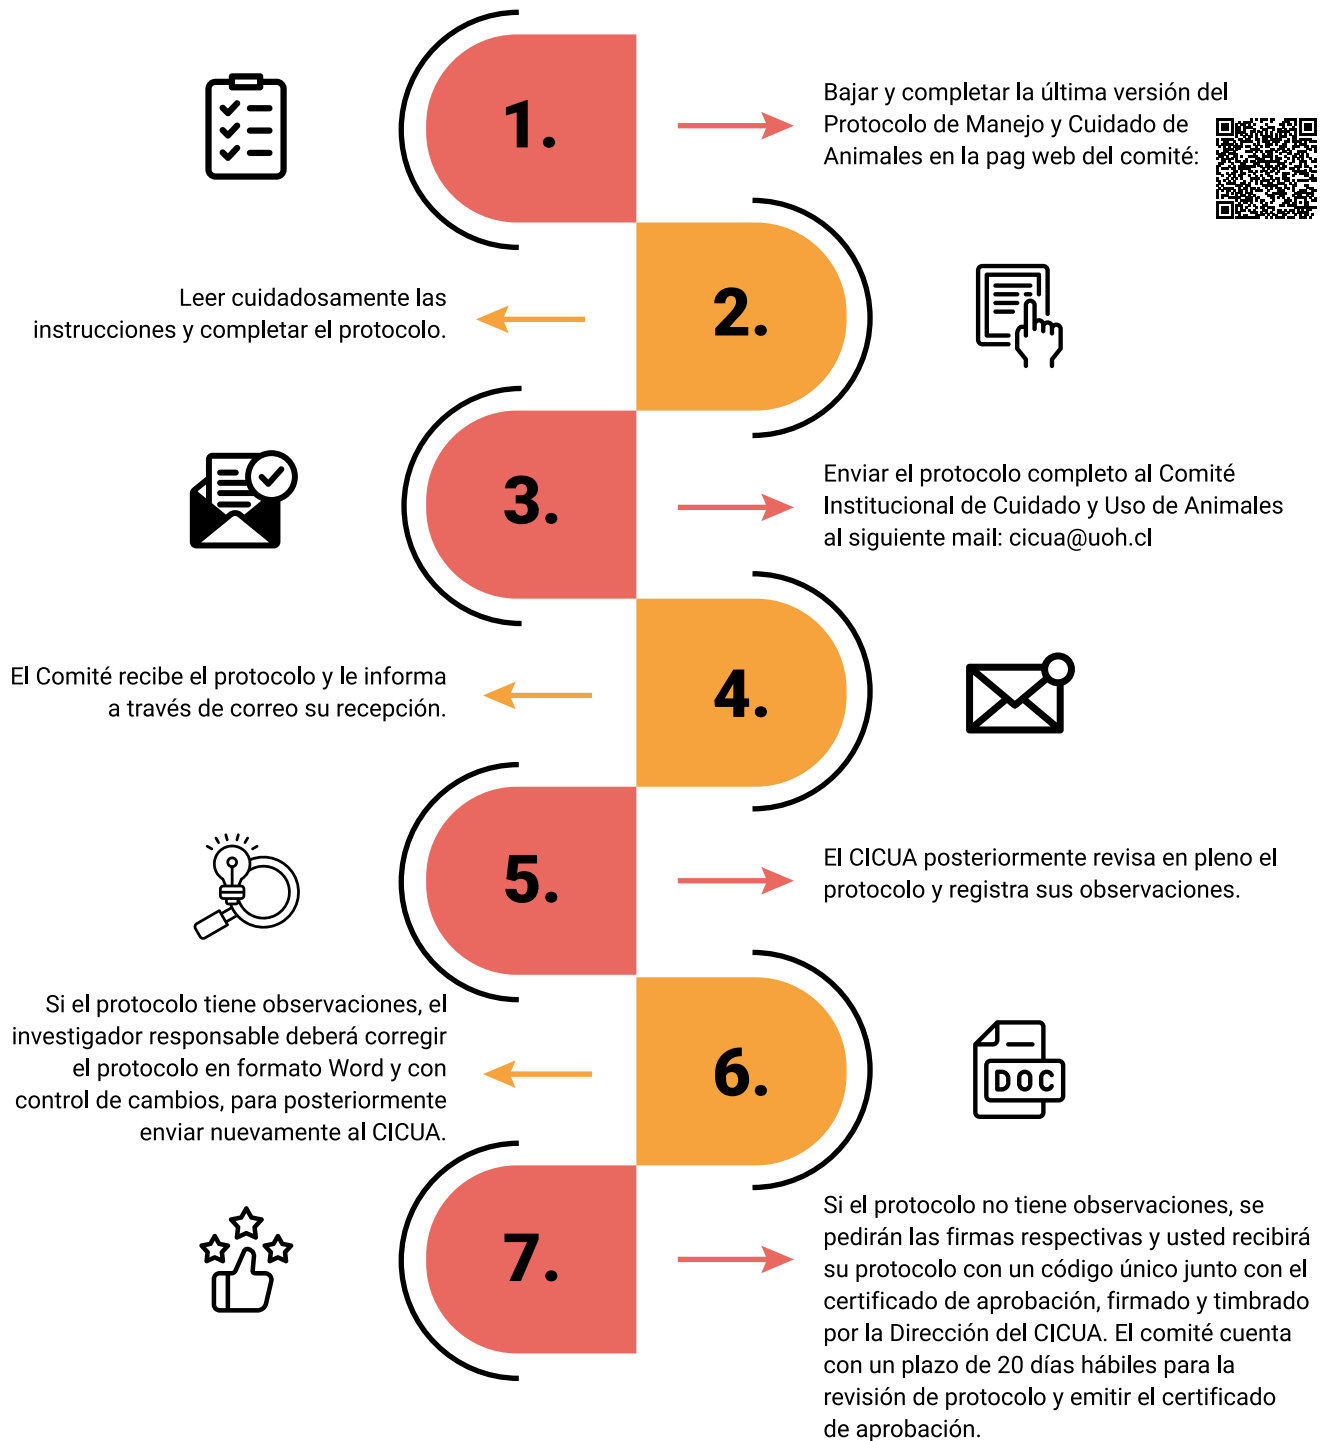 1.
Bajar y completar la última versión del
Protocolo de Manejo y Cuidado de
Animales en la pag web del comité:
2.
Leer cuidadosamente las
instrucciones y completar el protocolo.
3.
Enviar el protocolo completo al Comité
Institucional de Cuidado y Uso de Animales
al siguiente mail: cicua@uoh.cl
4.
El Comité recibe el protocolo y le informa
a través de correo su recepción.
5.
El CICUA posteriormente revisa en pleno el
protocolo y registra sus observaciones.
6.
Si el protocolo tiene observaciones, el
investigador responsable deberá corregir
el protocolo en formato Word y con
control de cambios, para posteriormente
enviar nuevamente al CICUA.
DOC
7.
Si el protocolo no tiene observaciones, se
pedirán las firmas respectivas y usted recibirá
su protocolo con un código único junto con el
certificado de aprobación, firmado y timbrado
por la Dirección del CICUA. El comité cuenta
con un plazo de 20 días hábiles para la
revisión de protocolo y emitir el certificado
de aprobación.